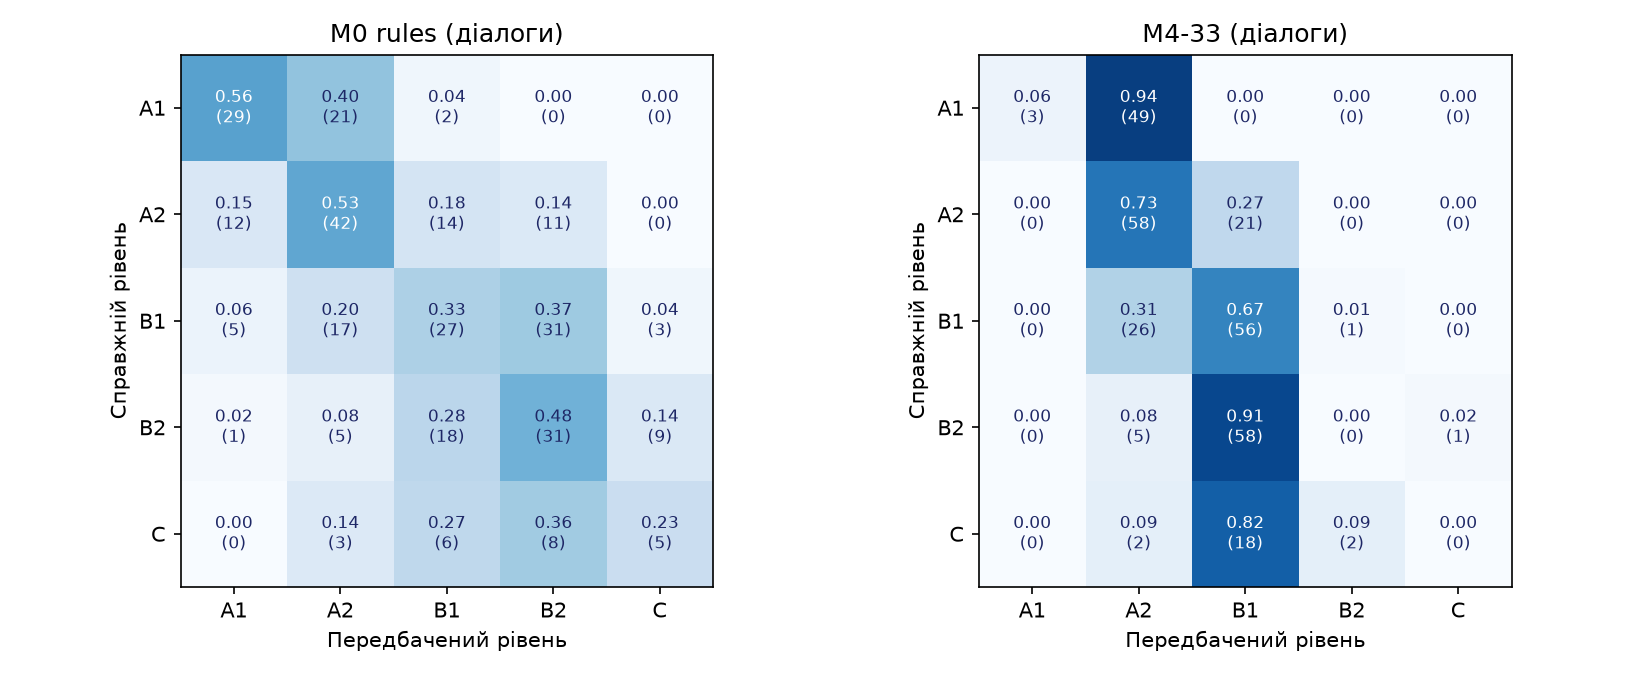 M0 rules (діалоги)
Справжній рівень
A1
0.56 0.40 0.04 0.00 0.00
(29) (21) (2) (0) (0)
A2
0.15 0.53 0.18 0.14 0.00
(12) (42) (14) (11) (0)
B1
0.06 0.20 0.33 0.37 0.04
(5) (17) (27) (31) (3)
B2
0.02 0.08 0.28 0.48 0.14
(1) (5) (18) (31) (9)
C
0.00 0.14 0.27 0.36 0.23
(0) (3) (6) (8) (5)
A1 A2 B1 B2 C
Передбачений рівень
M4-33 (діалоги)
Справжній рівень
A1
0.06 0.94 0.00 0.00 0.00
(3) (49) (0) (0) (0)
A2
0.00 0.73 0.27 0.00 0.00
(0) (58) (21) (0) (0)
B1
0.00 0.31 0.67 0.01 0.00
(0) (26) (56) (1) (0)
B2
0.00 0.08 0.91 0.00 0.02
(0) (5) (58) (0) (1)
C
0.00 0.09 0.82 0.09 0.00
(0) (2) (18) (2) (0)
A1 A2 B1 B2 C
Передбачений рівень